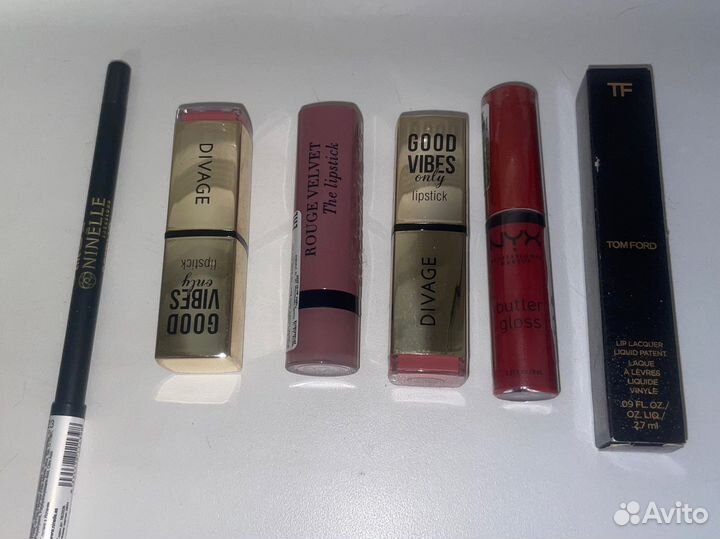 NINELLE
DIVAGE
GOOD
VIBES
only
lipstick
ROUGE VELVET
The lipstick
GOOD
VIBES
only
lipstick
DIVAGE
NYX
PROFESSIONAL
MAKEUP
butter
gloss
TF
TOM FORD
LIP LACQUER
LIQUID PATENT
LAQUE
À LÈVRES
LIQUIDE
VINYLE
.09 FL. OZ./
OZ. LIQ./
2.7 ml
Avito